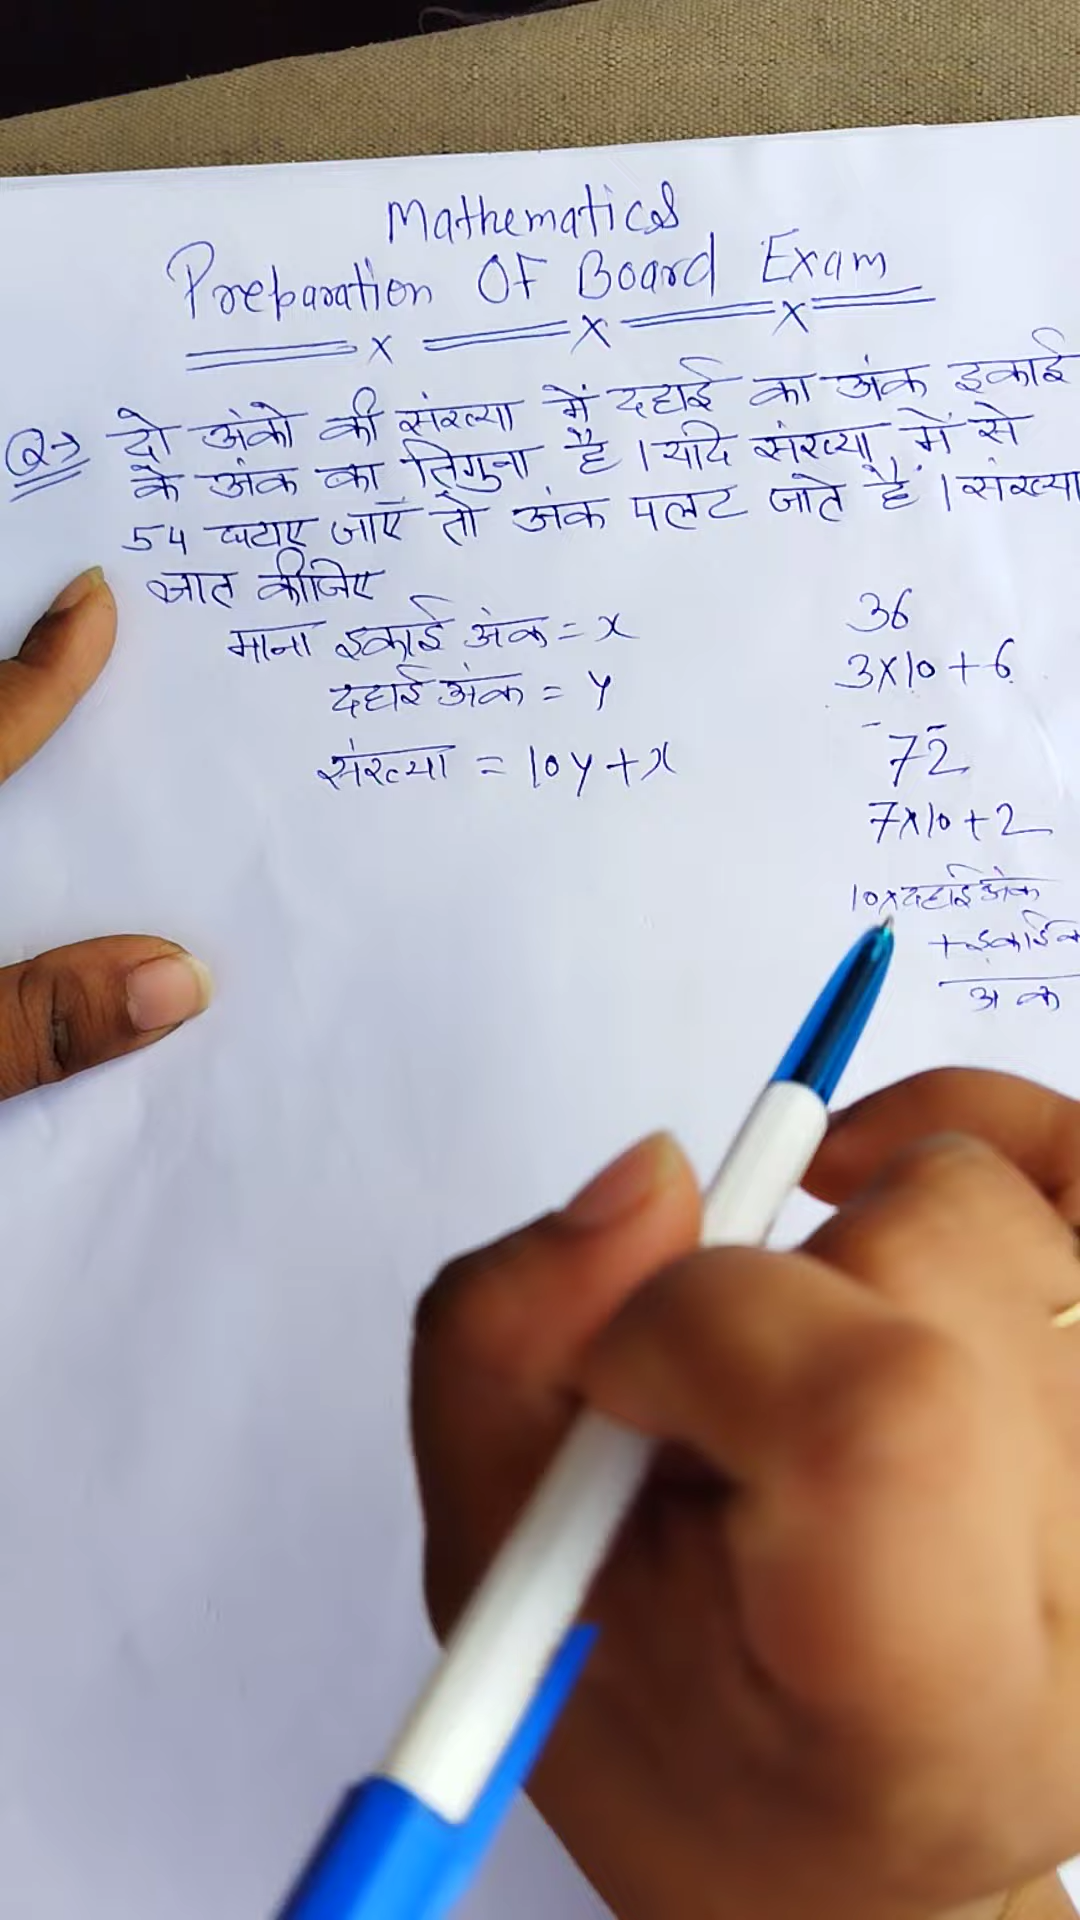 Mathematics
Preparation Of Board Exam
Q→ दो अंको की संख्या में दहाई का अंक इकाई
के अंक का तिगुना है । यदि संख्या में से
54 घटाए जाएँ तो अंक पलट जाते है । संख्या
ज्ञात कीजिए
माना इकाई अंक = x
दहाई अंक = y
संख्या = 10y + x
36
3×10 + 6
72
7×10 + 2
10×दहाई अंक
+ इकाई क
अ क